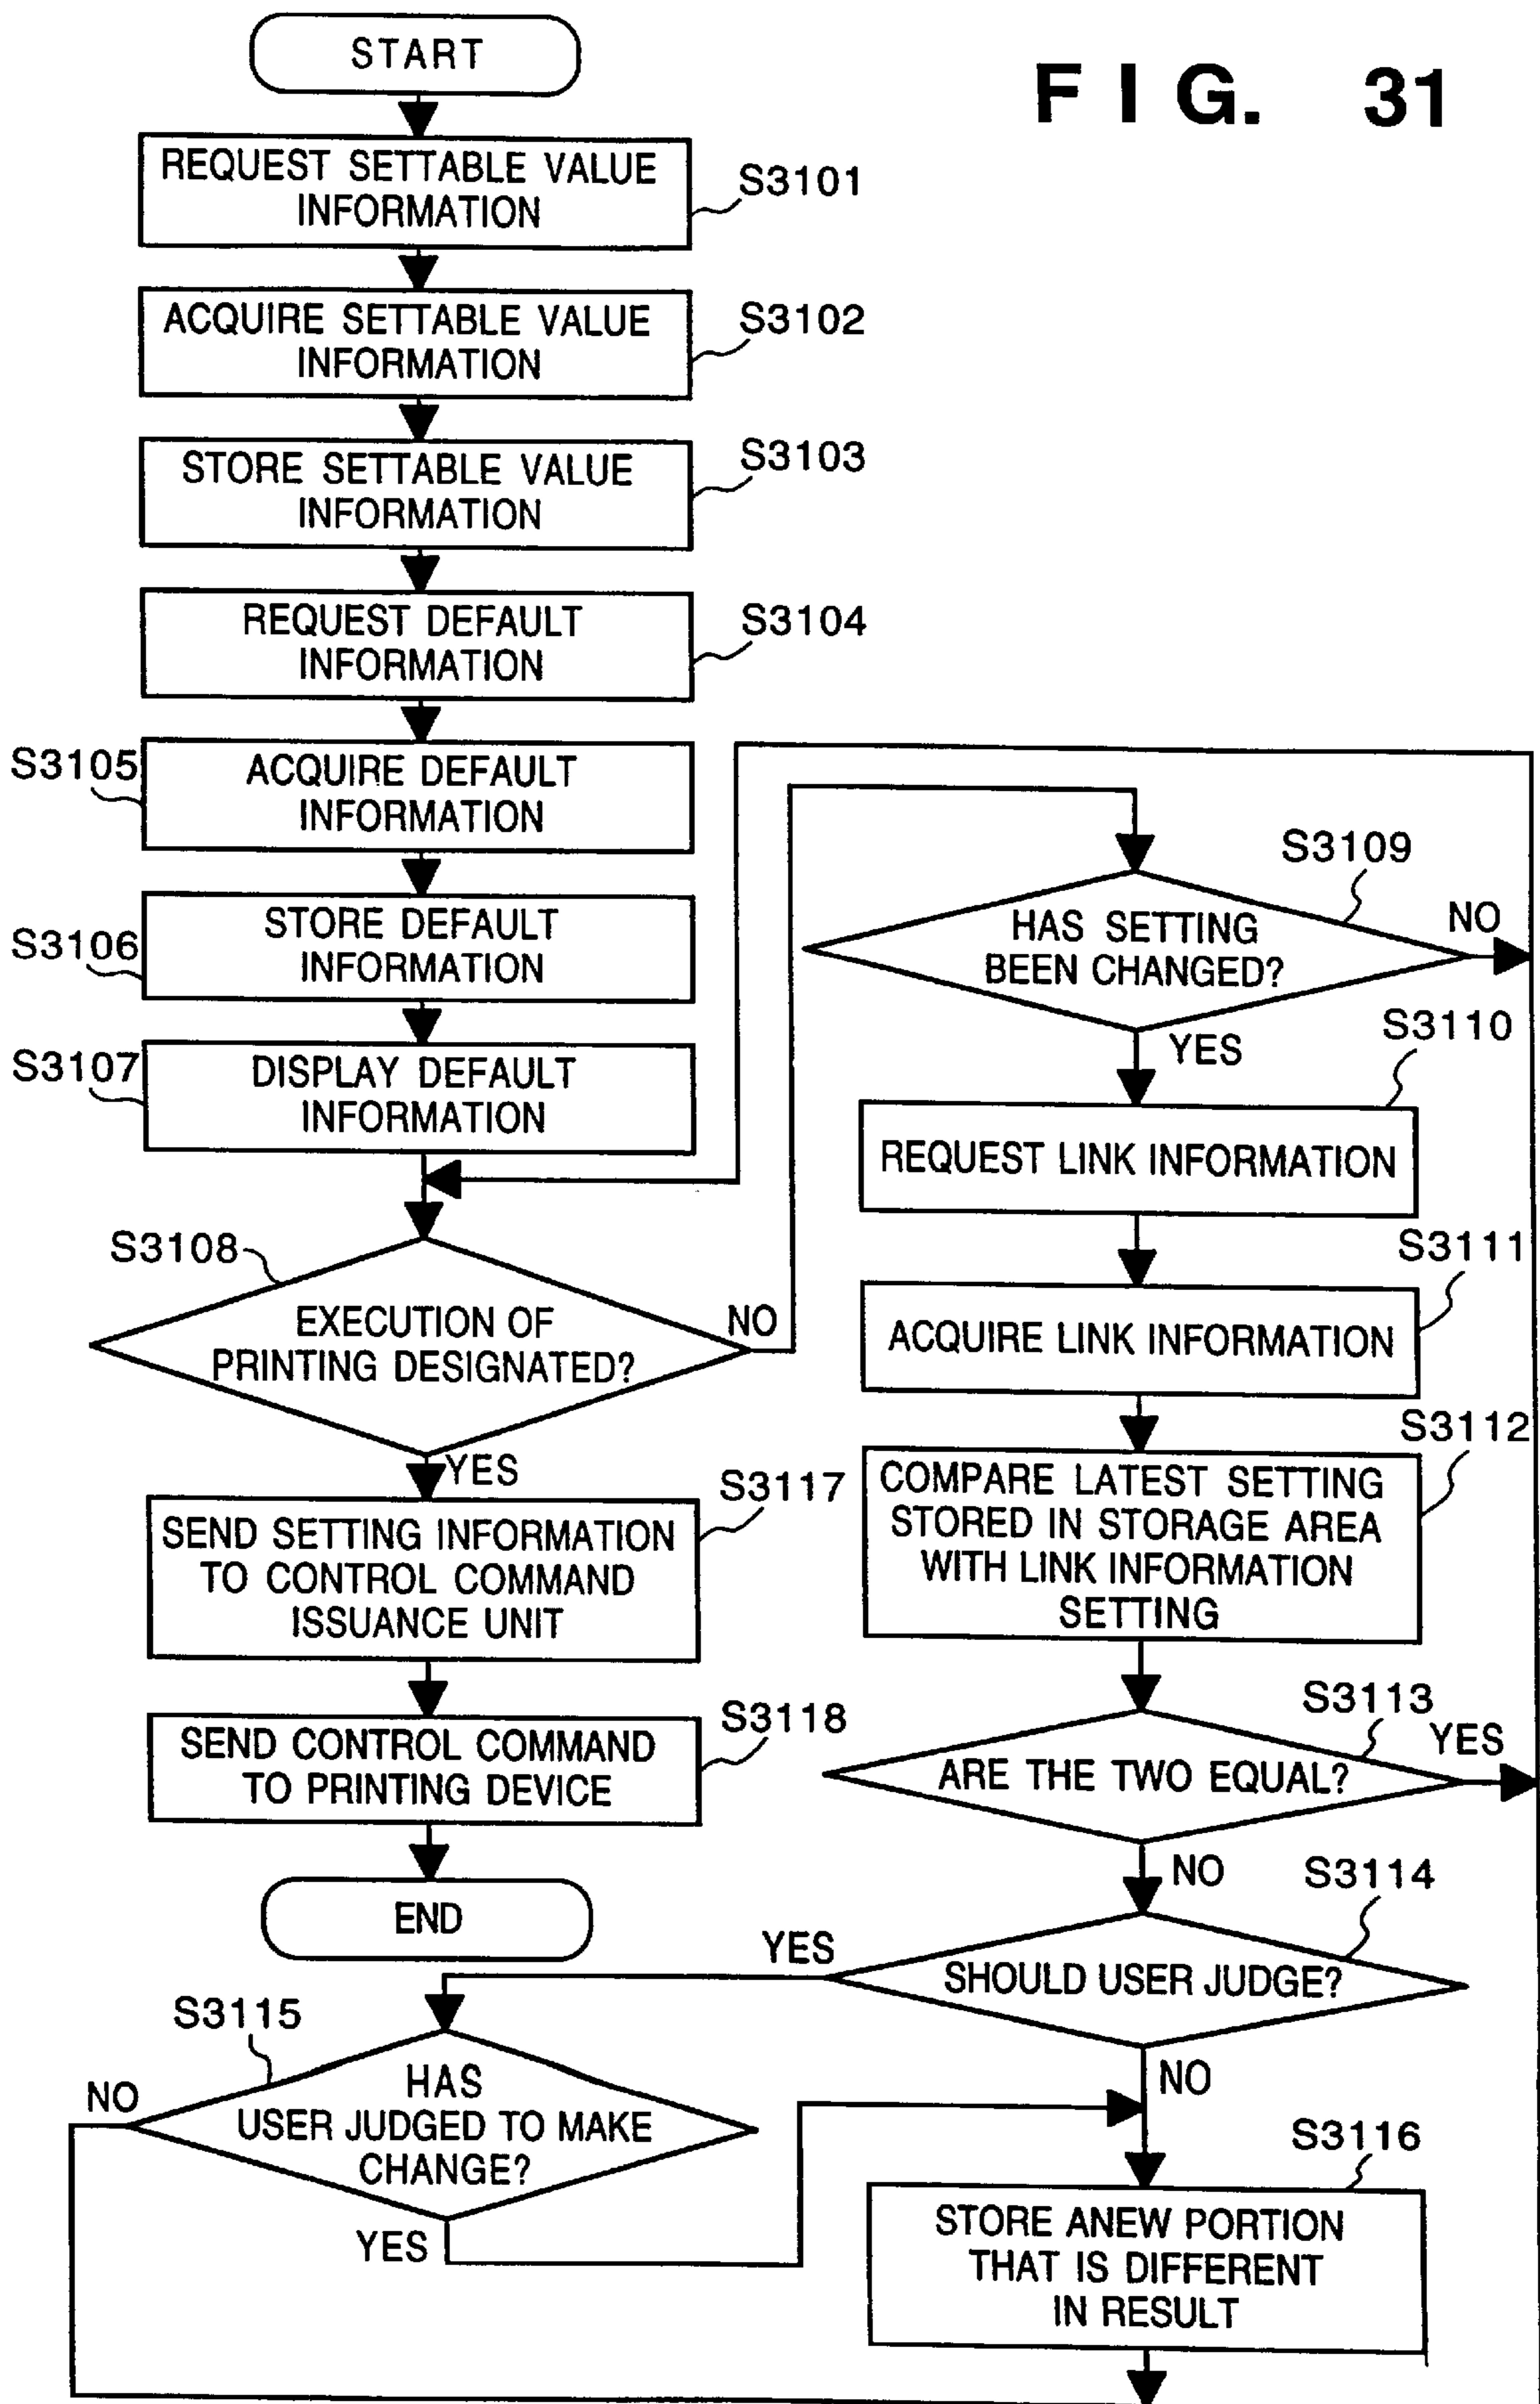 START
FIG. 31
REQUEST SETTABLE VALUE
INFORMATION
S3101
ACQUIRE SETTABLE VALUE
INFORMATION
S3102
STORE SETTABLE VALUE
INFORMATION
S3103
REQUEST DEFAULT
INFORMATION
S3104
S3105
ACQUIRE DEFAULT
INFORMATION
S3106
STORE DEFAULT
INFORMATION
S3107
DISPLAY DEFAULT
INFORMATION
S3108
EXECUTION OF
PRINTING DESIGNATED?
NO
YES
S3117
SEND SETTING INFORMATION
TO CONTROL COMMAND
ISSUANCE UNIT
S3118
SEND CONTROL COMMAND
TO PRINTING DEVICE
END
S3109
HAS SETTING
BEEN CHANGED?
NO
YES
S3110
REQUEST LINK INFORMATION
S3111
ACQUIRE LINK INFORMATION
S3112
COMPARE LATEST SETTING
STORED IN STORAGE AREA
WITH LINK INFORMATION
SETTING
S3113
ARE THE TWO EQUAL?
YES
NO
S3114
SHOULD USER JUDGE?
YES
NO
S3115
HAS
USER JUDGED TO MAKE
CHANGE?
NO
YES
S3116
STORE ANEW PORTION
THAT IS DIFFERENT
IN RESULT